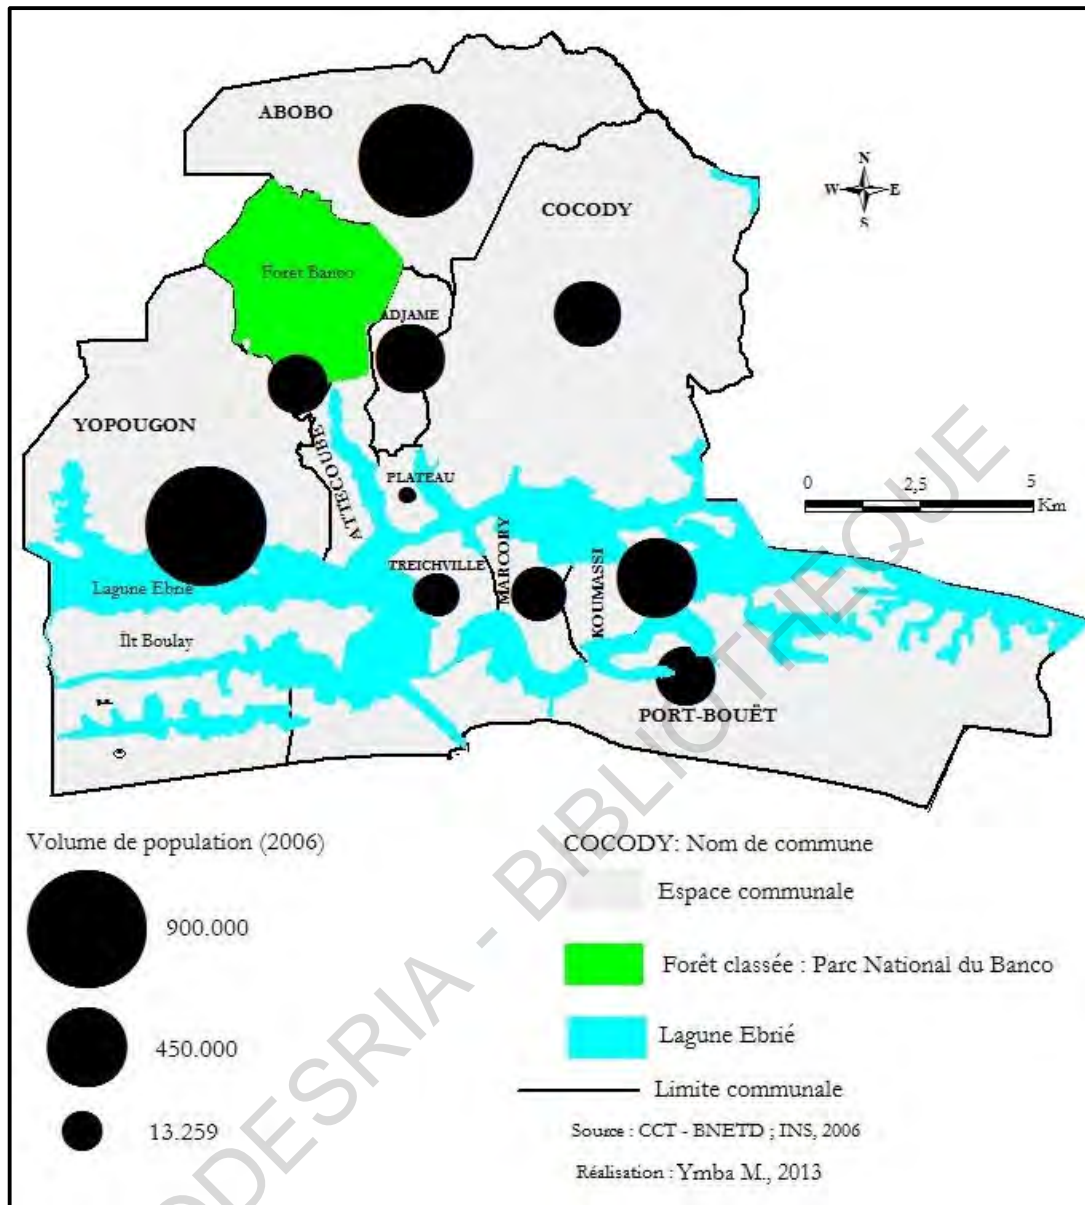 ABOBO
N
W E
S
COCODY
Forêt Banco
ADJAME
YOPOUGON
ATTECOUBE
PLATEAU
0 2,5 5
Km
TREICHVILLE
MARCORY
KOUMASSI
Lagune Ebrié
Îlt Boulay
PORT-BOUËT
Volume de population (2006)
900.000
450.000
13.259
COCODY: Nom de commune
Espace communale
Forêt classée : Parc National du Banco
Lagune Ebrié
Limite communale
Source : CCT - BNETD ; INS, 2006
Réalisation : Ymba M., 2013
ODESRIA - BIBLIOTHEQUE